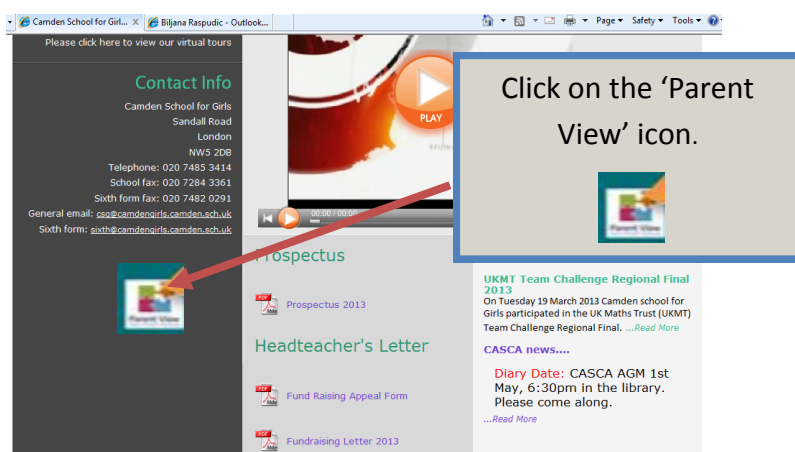 Camden School for Girl... X
Biljana Raspudic - Outlook...
Page
Safety
Tools
Please click here to view our virtual tours
Contact Info
Camden School for Girls
Sandall Road
London
NW5 2DB
Telephone: 020 7485 3414
School fax: 020 7284 3361
Sixth form fax: 020 7482 0291
General email: csg@camdengirls.camden.sch.uk
Sixth form: sixth@camdengirls.camden.sch.uk
Parent View
PLAY
00:00 / 00:00
Click on the ‘Parent
View’ icon.
Parent View
Prospectus
PDF
Prospectus 2013
Headteacher's Letter
PDF
Fund Raising Appeal Form
PDF
Fundraising Letter 2013
UKMT Team Challenge Regional Final
2013
On Tuesday 19 March 2013 Camden school for
Girls participated in the UK Maths Trust (UKMT)
Team Challenge Regional Final. ...Read More
CASCA news....
Diary Date: CASCA AGM 1st
May, 6:30pm in the library.
Please come along.
...Read More